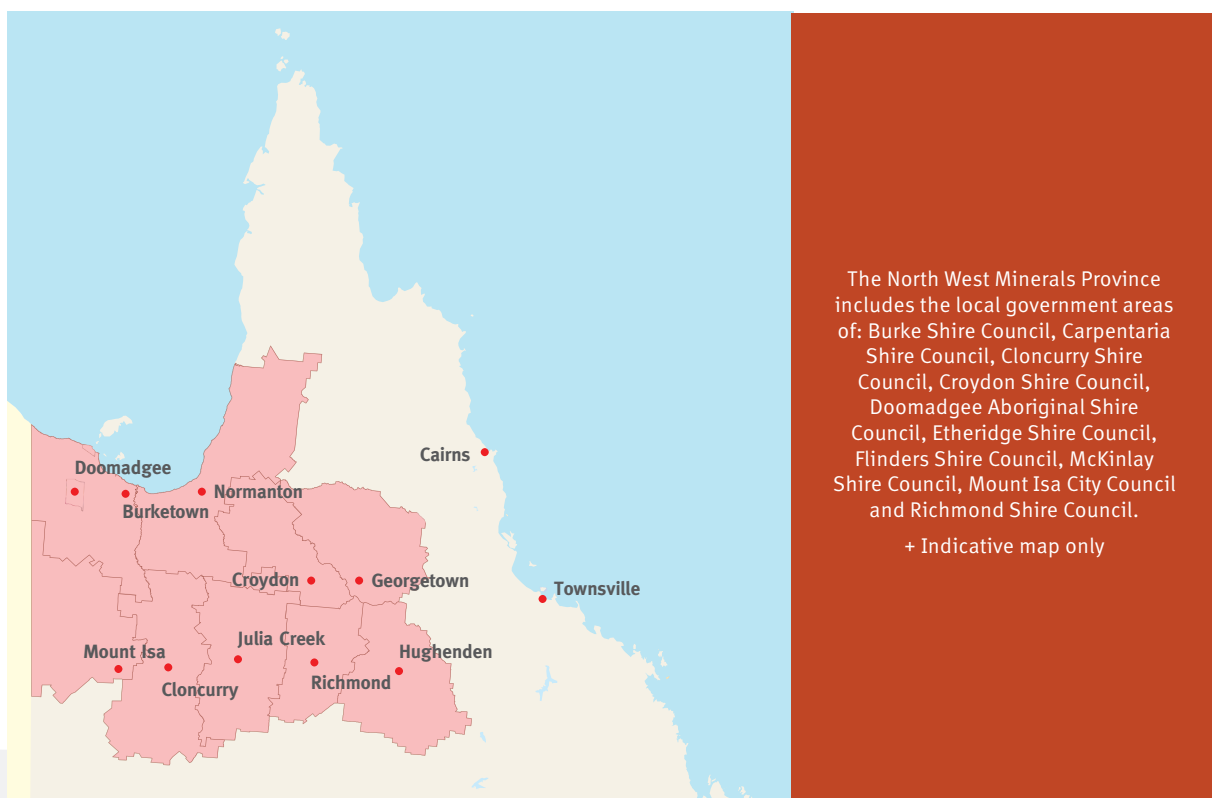 Cairns
Doomadgee
Normanton
Burketown
Croydon
Georgetown
Townsville
Julia Creek
Mount Isa
Hughenden
Cloncurry
Richmond
The North West Minerals Province
includes the local government areas
of: Burke Shire Council, Carpentaria
Shire Council, Cloncurry Shire
Council, Croydon Shire Council,
Doomadgee Aboriginal Shire
Council, Etheridge Shire Council,
Flinders Shire Council, McKinlay
Shire Council, Mount Isa City Council
and Richmond Shire Council.
+ Indicative map only